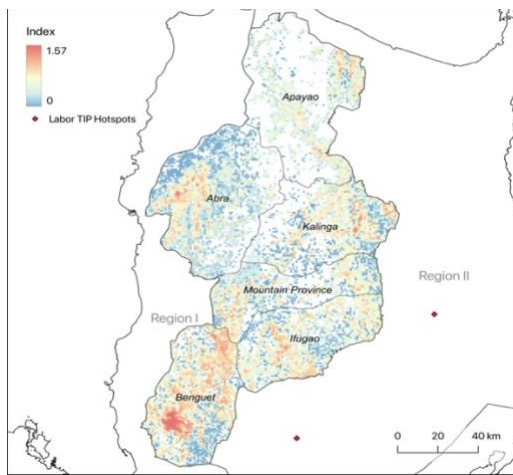 Index
1.57
0
Labor TIP Hotspots
Apayao
Abra
Kalinga
Mountain Province
Region II
Region I
Ifugao
Benguet
0 20 40 km